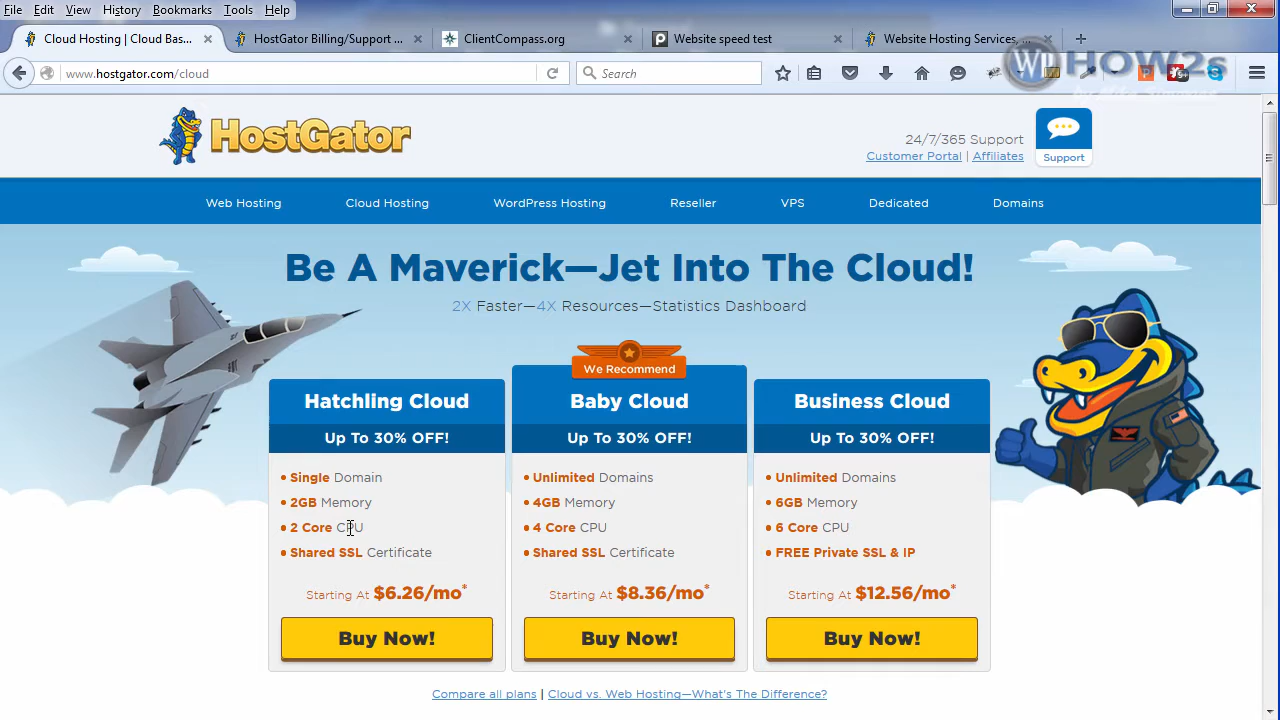 File Edit View History Bookmarks Tools Help
Cloud Hosting | Cloud Bas... × HostGator Billing/Support ... × ClientCompass.org × Website speed test × Website Hosting Services, ... × +
www.hostgator.com/cloud Search
WP HOW2s
HostGator
24/7/365 Support
Customer Portal | Affiliates
Support
Web Hosting Cloud Hosting WordPress Hosting Reseller VPS Dedicated Domains
Be A Maverick—Jet Into The Cloud!
2X Faster—4X Resources—Statistics Dashboard
We Recommend
Hatchling Cloud
Up To 30% OFF!
• Single Domain
• 2GB Memory
• 2 Core CPU
• Shared SSL Certificate
Starting At $6.26/mo*
Buy Now!
Baby Cloud
Up To 30% OFF!
• Unlimited Domains
• 4GB Memory
• 4 Core CPU
• Shared SSL Certificate
Starting At $8.36/mo*
Buy Now!
Business Cloud
Up To 30% OFF!
• Unlimited Domains
• 6GB Memory
• 6 Core CPU
• FREE Private SSL & IP
Starting At $12.56/mo*
Buy Now!
Compare all plans | Cloud vs. Web Hosting—What's The Difference?